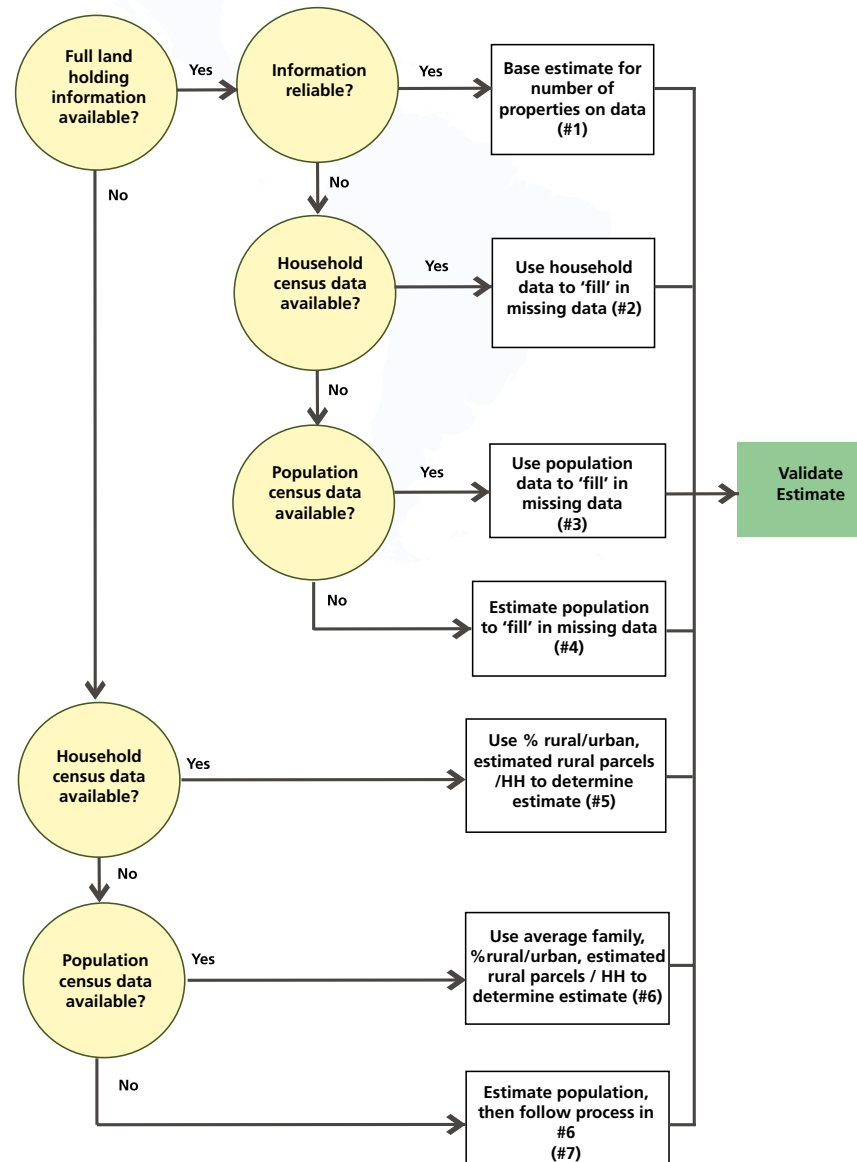 Full land
holding
information
available?
Yes
Information
reliable?
Yes
Base estimate for
number of
properties on data
(#1)
No
No
Household
census data
available?
Yes
Use household
data to ‘fill’ in
missing data (#2)
No
Population
census data
available?
Yes
Use population
data to ‘fill’ in
missing data
(#3)
Validate
Estimate
No
Estimate population
to ‘fill’ in missing data
(#4)
Household
census data
available?
Yes
Use % rural/urban,
estimated rural parcels
/HH to determine
estimate (#5)
No
Population
census data
available?
Yes
Use average family,
%rural/urban, estimated
rural parcels / HH to
determine estimate (#6)
No
Estimate population,
then follow process in
#6
(#7)